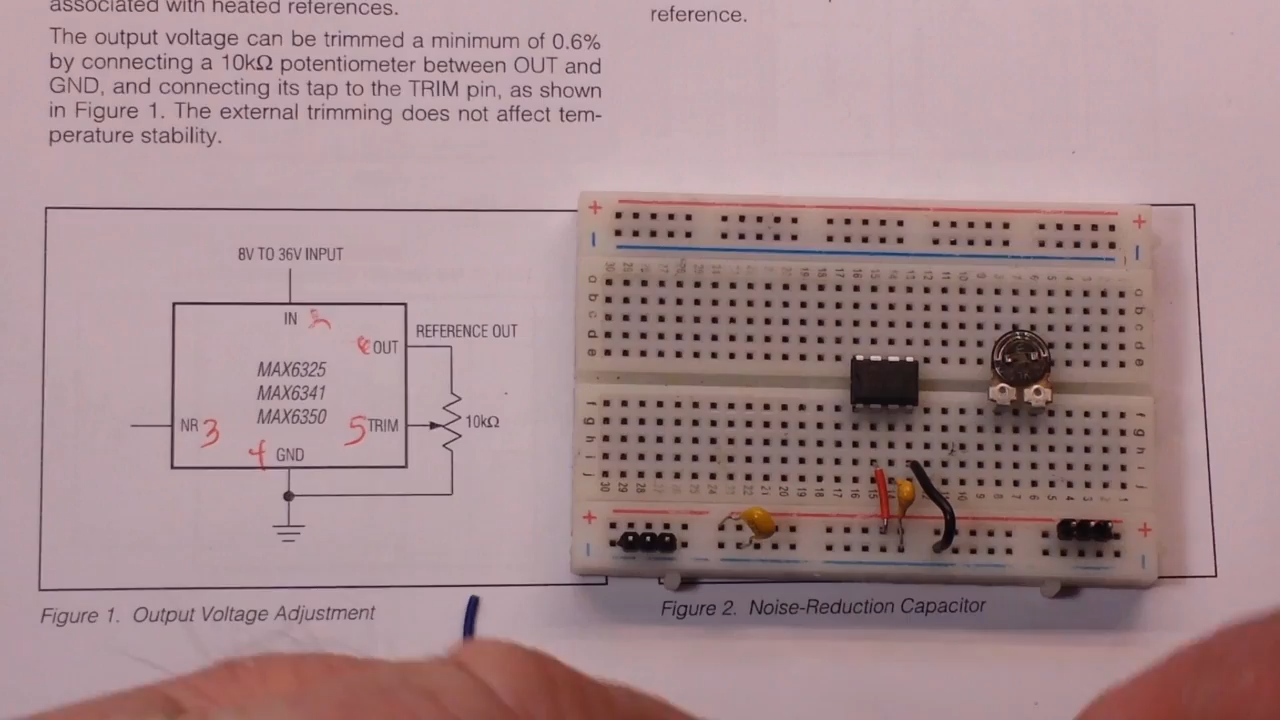 associated with heated references.
The output voltage can be trimmed a minimum of 0.6%
by connecting a 10kΩ potentiometer between OUT and
GND, and connecting its tap to the TRIM pin, as shown
in Figure 1. The external trimming does not affect tem-
perature stability.
reference.
8V TO 36V INPUT
IN 2
REFERENCE OUT
6 OUT
MAX6325
MAX6341
MAX6350
NR 3
5 TRIM
10kΩ
4 GND
Figure 1. Output Voltage Adjustment
Figure 2. Noise-Reduction Capacitor